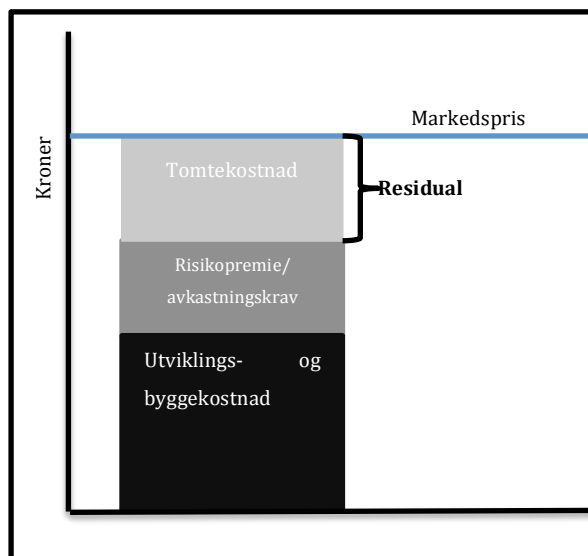 Kroner
Markedspris
Tomtekostnad
Residual
Risikopremie/
avkastningskrav
Utviklings- og
byggekostnad